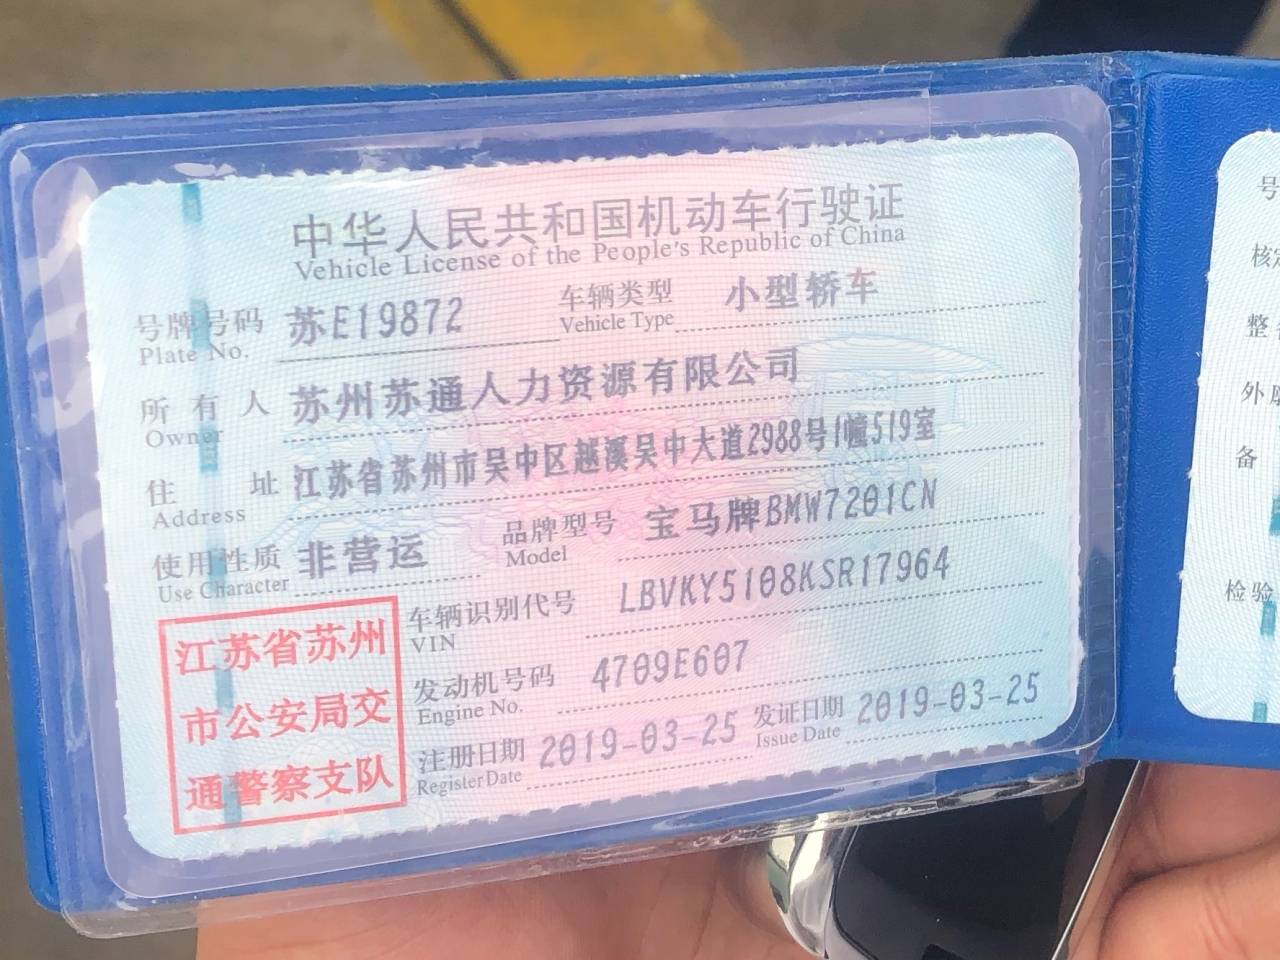 中华人民共和国机动车行驶证
Vehicle License of the People's Republic of China
号牌号码 苏E19872 车辆类型 小型轿车
Plate No. Vehicle Type
所有人 苏州苏通人力资源有限公司
Owner
住址 江苏省苏州市吴中区越溪吴中大道2988号1幢519室
Address
使用性质 非营运 品牌型号 宝马牌BMW7201CN
Use Character Model
车辆识别代号 LBVKY5108KSR17964
VIN
发动机号码 4709E607
Engine No.
注册日期 2019-03-25 发证日期 2019-03-25
Register Date Issue Date
江苏省苏州
市公安局交
通警察支队
号
核定
整
外
备
检验